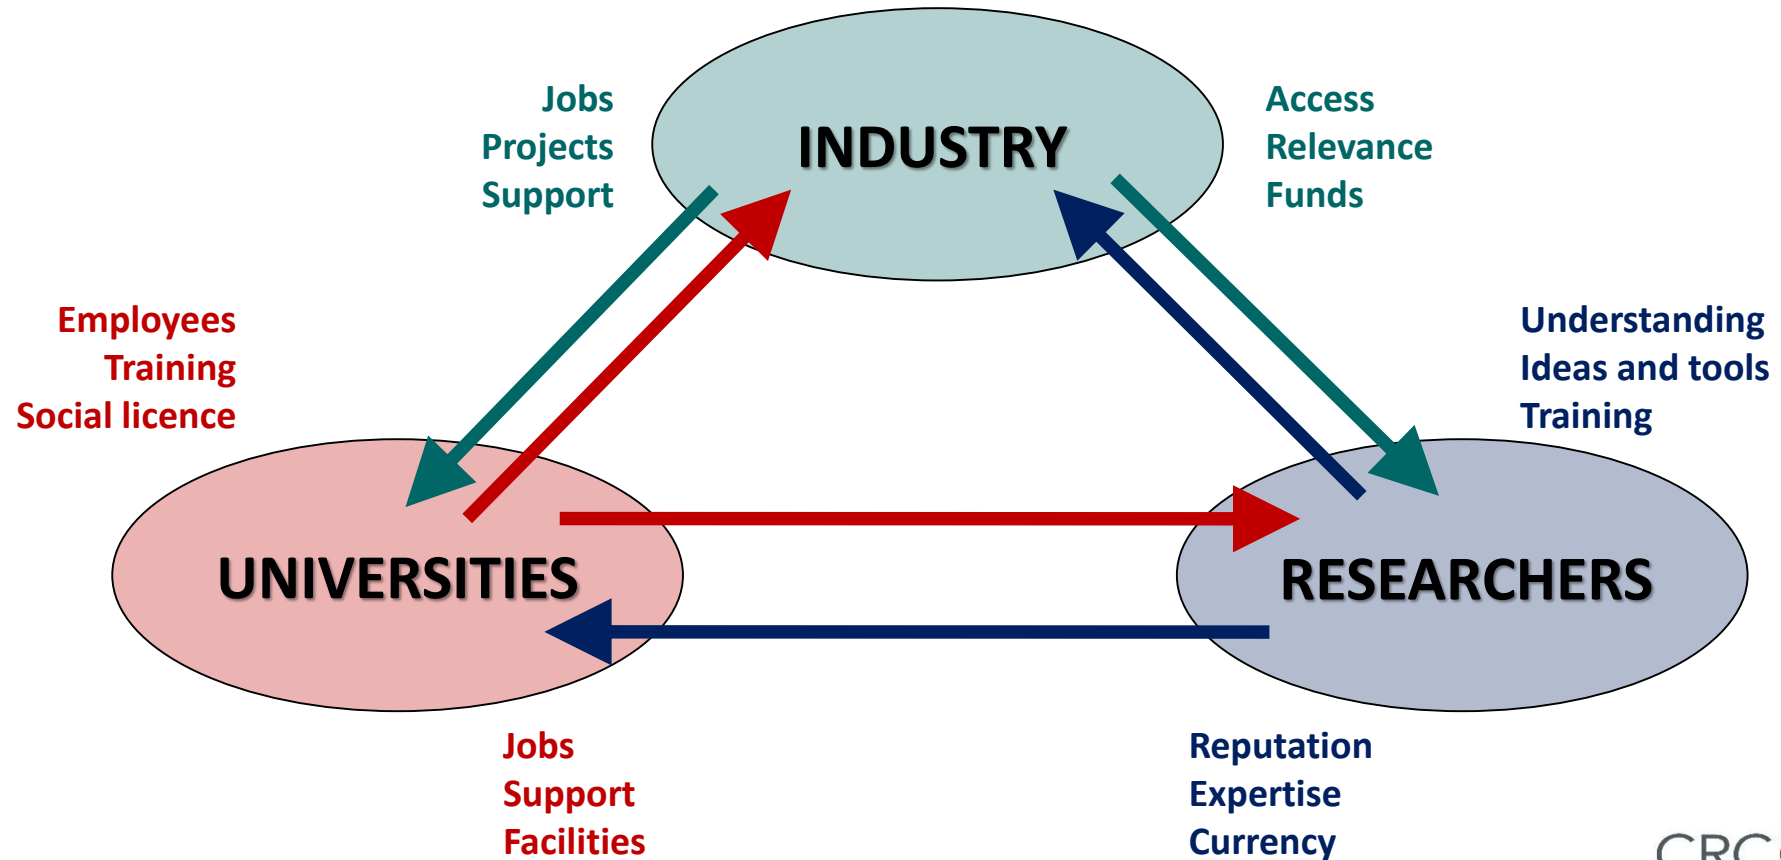 Jobs
Projects
Support
INDUSTRY
Access
Relevance
Funds
Employees
Training
Social licence
Understanding
Ideas and tools
Training
UNIVERSITIES
RESEARCHERS
Jobs
Support
Facilities
Reputation
Expertise
Currency
CRC